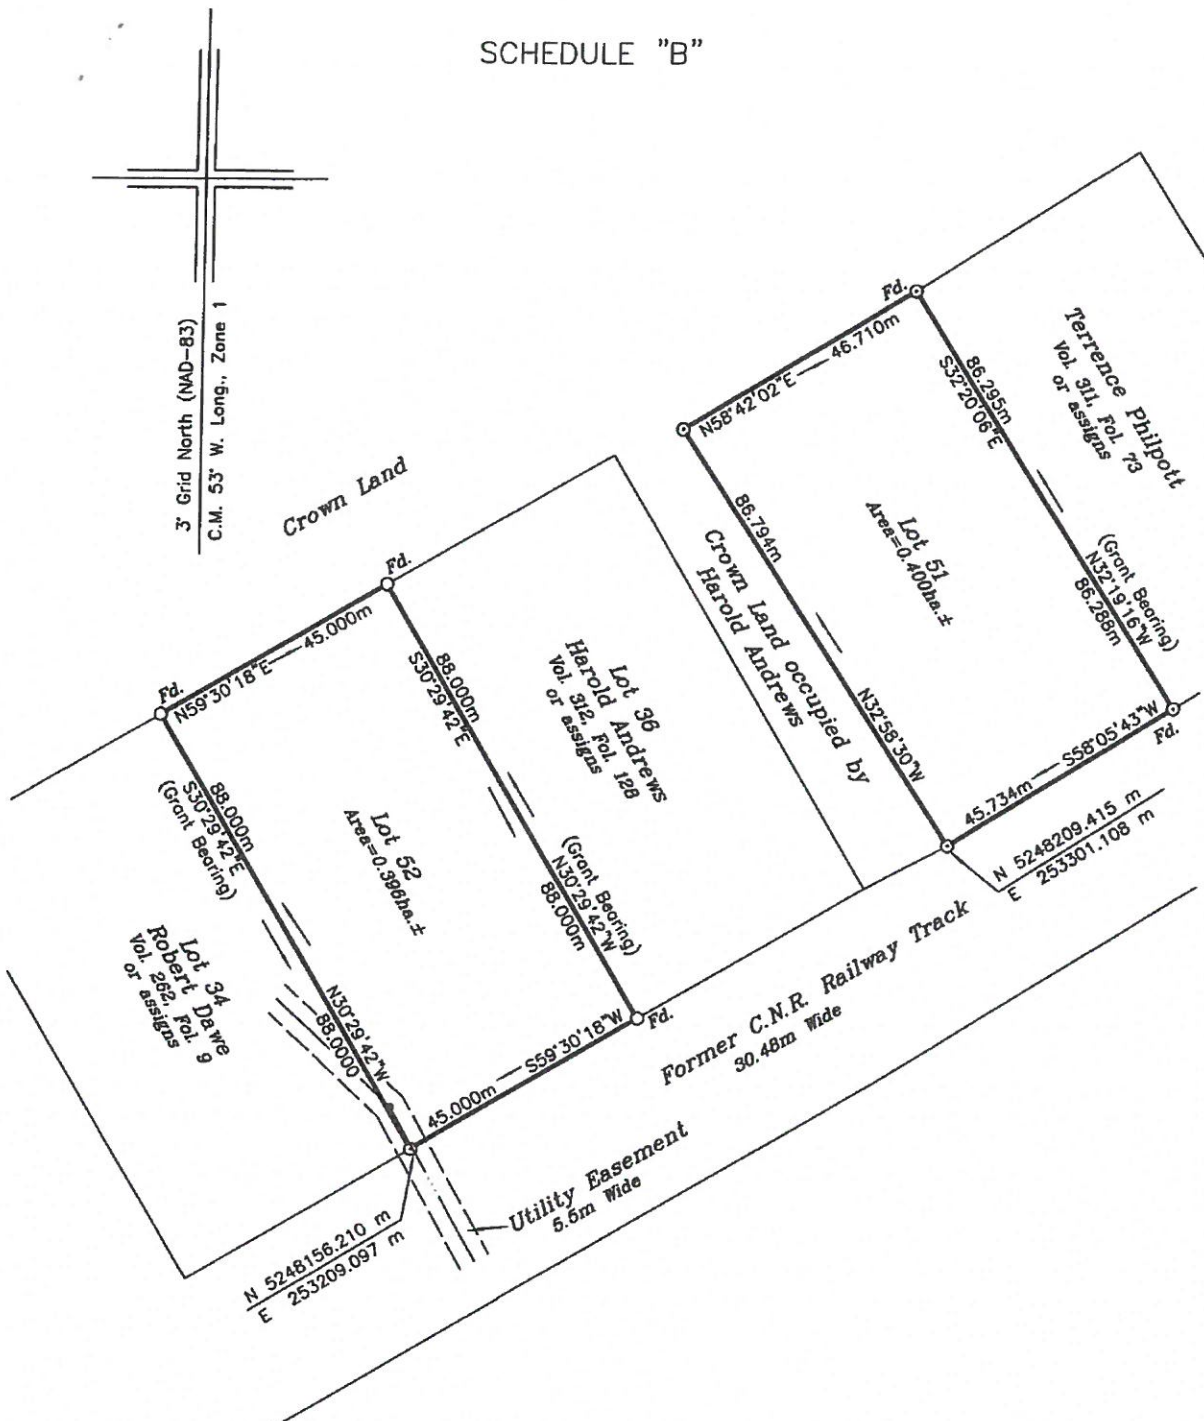 SCHEDULE "B"
3° Grid North (NAD-83)
C.M. 53° W. Long., Zone 1
Crown Land
Fd.
N58°42'02"E — 46.710m
86.295m
S32°20'06"E
Terrence Philpott
Vol. 311, Fol. 73
or assigns
Lot 51
Area=0.400ha.±
(Grant Bearing)
N32°19'16"W
86.288m
86.794m
N32°58'30"W
Crown Land occupied by
Harold Andrews
45.734m — S58°05'43"W
Fd.
N 5248209.415 m
E 253301.108 m
Fd.
Fd.
N59°30'18"E — 45.000m
88.000m
S30°29'42"E
Lot 36
Harold Andrews
Vol. 312, Fol. 128
or assigns
(Grant Bearing)
N30°29'42"W
88.000m
88.000m
S30°29'42"E
(Grant Bearing)
Lot 52
Area=0.396ha.±
Lot 34
Robert Dawe
Vol. 262, Fol. 9
or assigns
N30°29'42"W
88.0000
45.000m — S59°30'18"W
Fd.
Former C.N.R. Railway Track
30.48m Wide
Utility Easement
5.5m Wide
N 5248156.210 m
E 253209.097 m